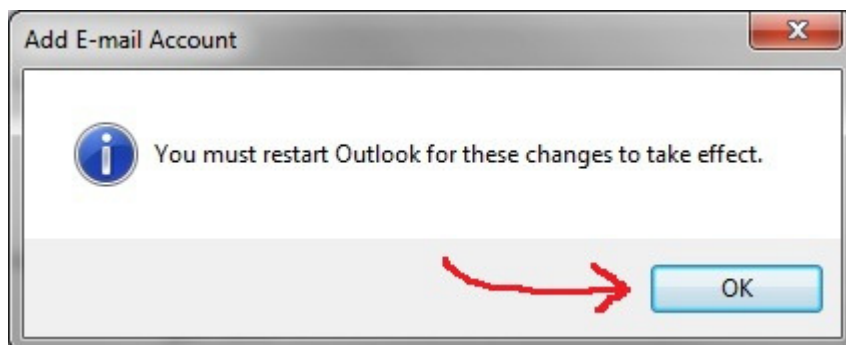 Add E-mail Account
You must restart Outlook for these changes to take effect.
OK